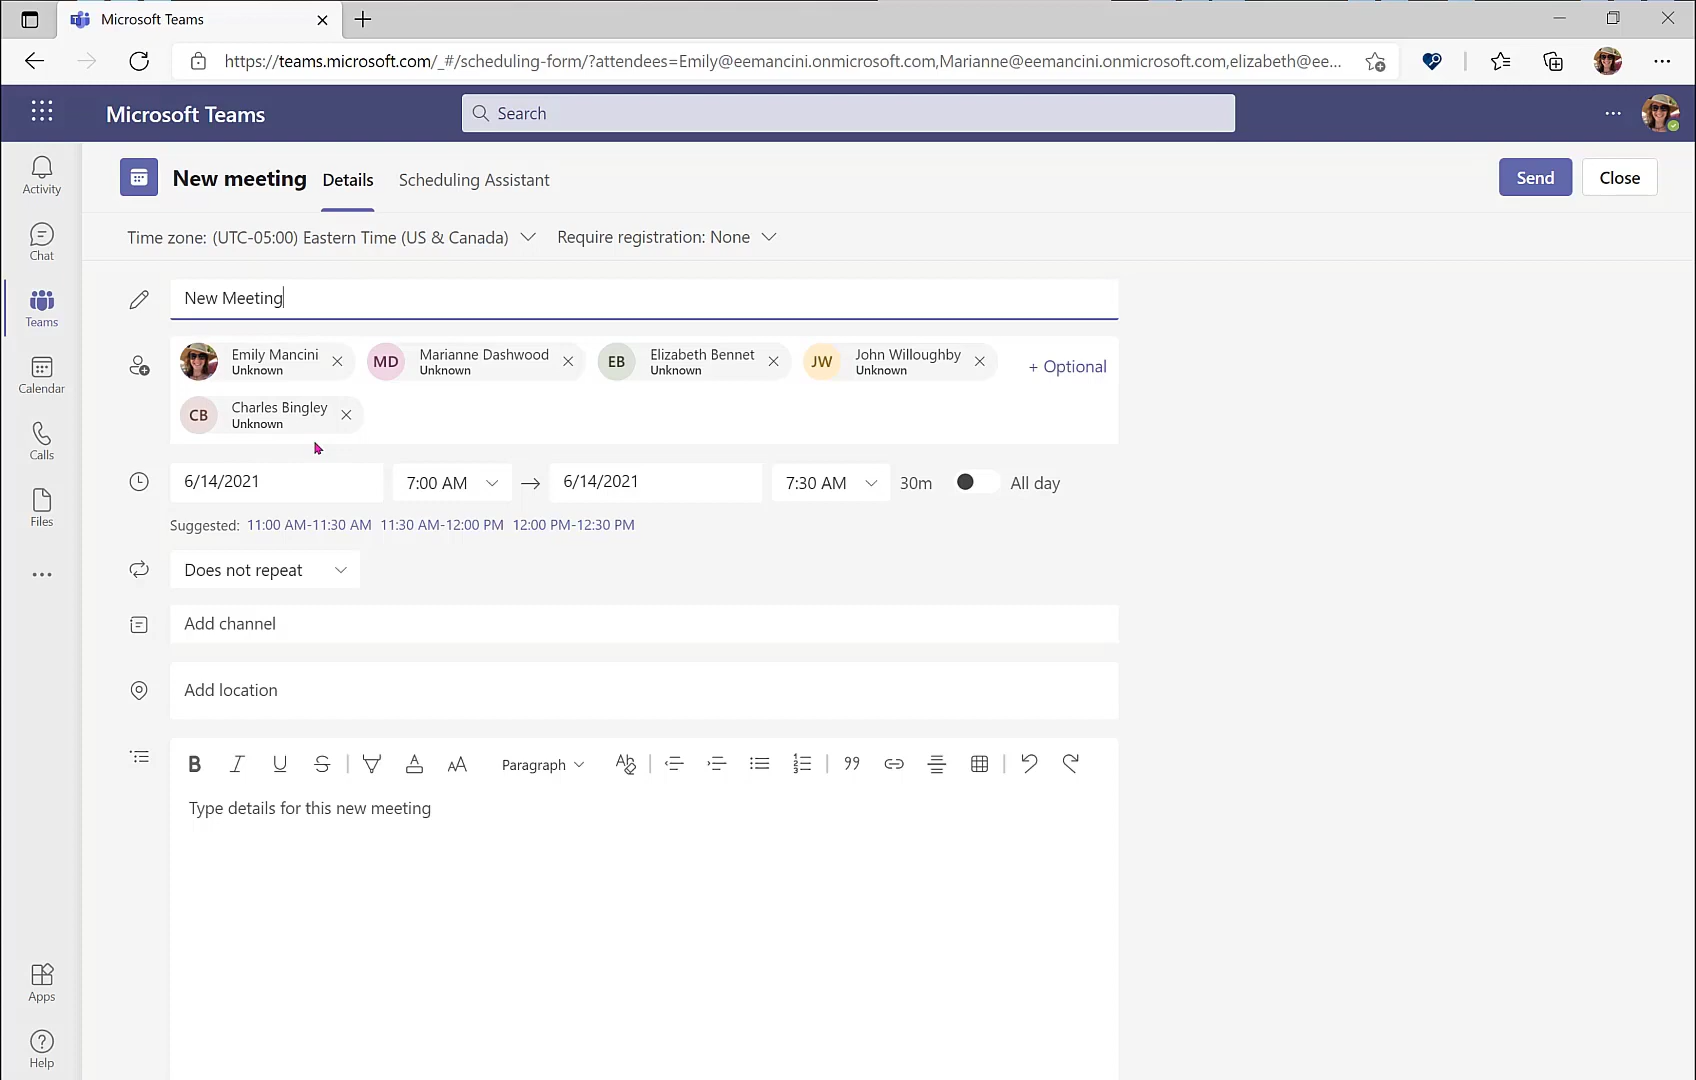 Microsoft Teams
https://teams.microsoft.com/_#/scheduling-form/?attendees=Emily@eemancini.onmicrosoft.com,Marianne@eemancini.onmicrosoft.com,elizabeth@ee...
Microsoft Teams
Search
Activity
Chat
Teams
Calendar
Calls
Files
Apps
Help
New meeting Details Scheduling Assistant
Send Close
Time zone: (UTC-05:00) Eastern Time (US & Canada) Require registration: None
New Meeting
Emily Mancini
Unknown
MD Marianne Dashwood
Unknown
EB Elizabeth Bennet
Unknown
JW John Willoughby
Unknown
+ Optional
CB Charles Bingley
Unknown
6/14/2021 7:00 AM → 6/14/2021 7:30 AM 30m All day
Suggested: 11:00 AM-11:30 AM 11:30 AM-12:00 PM 12:00 PM-12:30 PM
Does not repeat
Add channel
Add location
Paragraph
Type details for this new meeting